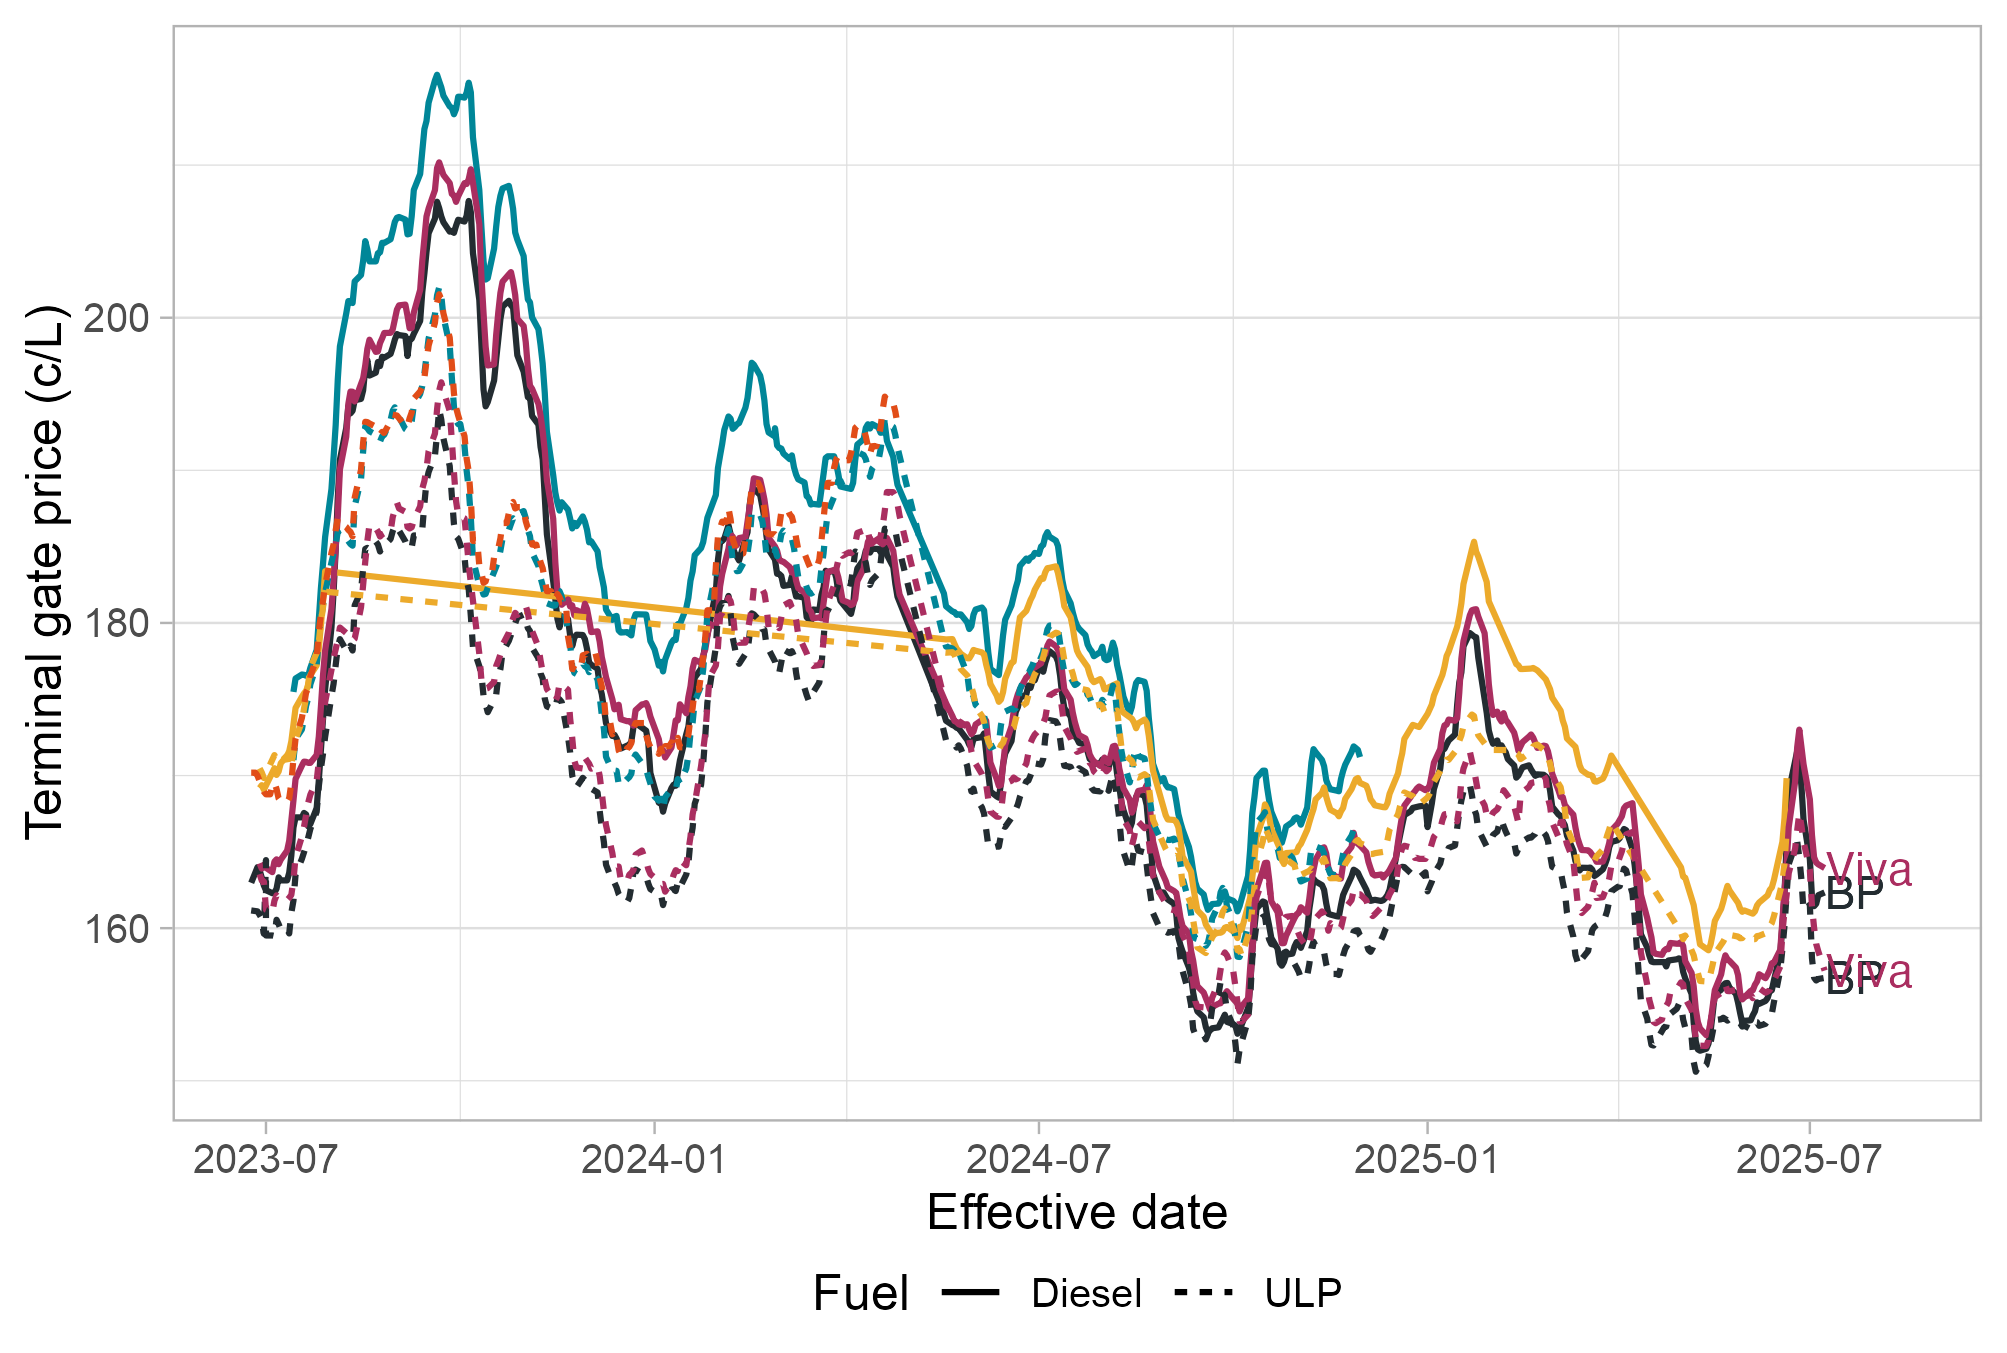 Terminal gate price (c/L)
200
180
160
Viva
BP
Viva
BP
2023-07
2024-01
2024-07
2025-01
2025-07
Effective date
Fuel
Diesel
ULP